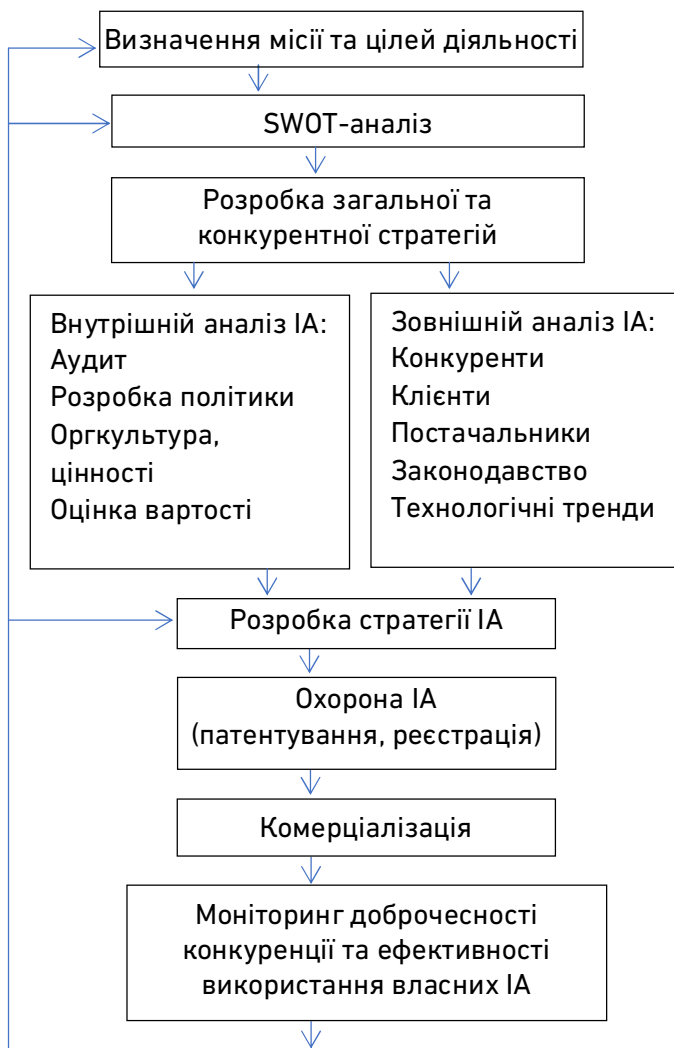 Визначення місії та цілей діяльності
SWOT-аналіз
Розробка загальної та
конкурентної стратегій
Внутрішній аналіз ІА:
Аудит
Розробка політики
Оргкультура,
цінності
Оцінка вартості
Зовнішній аналіз ІА:
Конкуренти
Клієнти
Постачальники
Законодавство
Технологічні тренди
Розробка стратегії ІА
Охорона ІА
(патентування, реєстрація)
Комерціалізація
Моніторинг доброчесності
конкуренції та ефективності
використання власних ІА